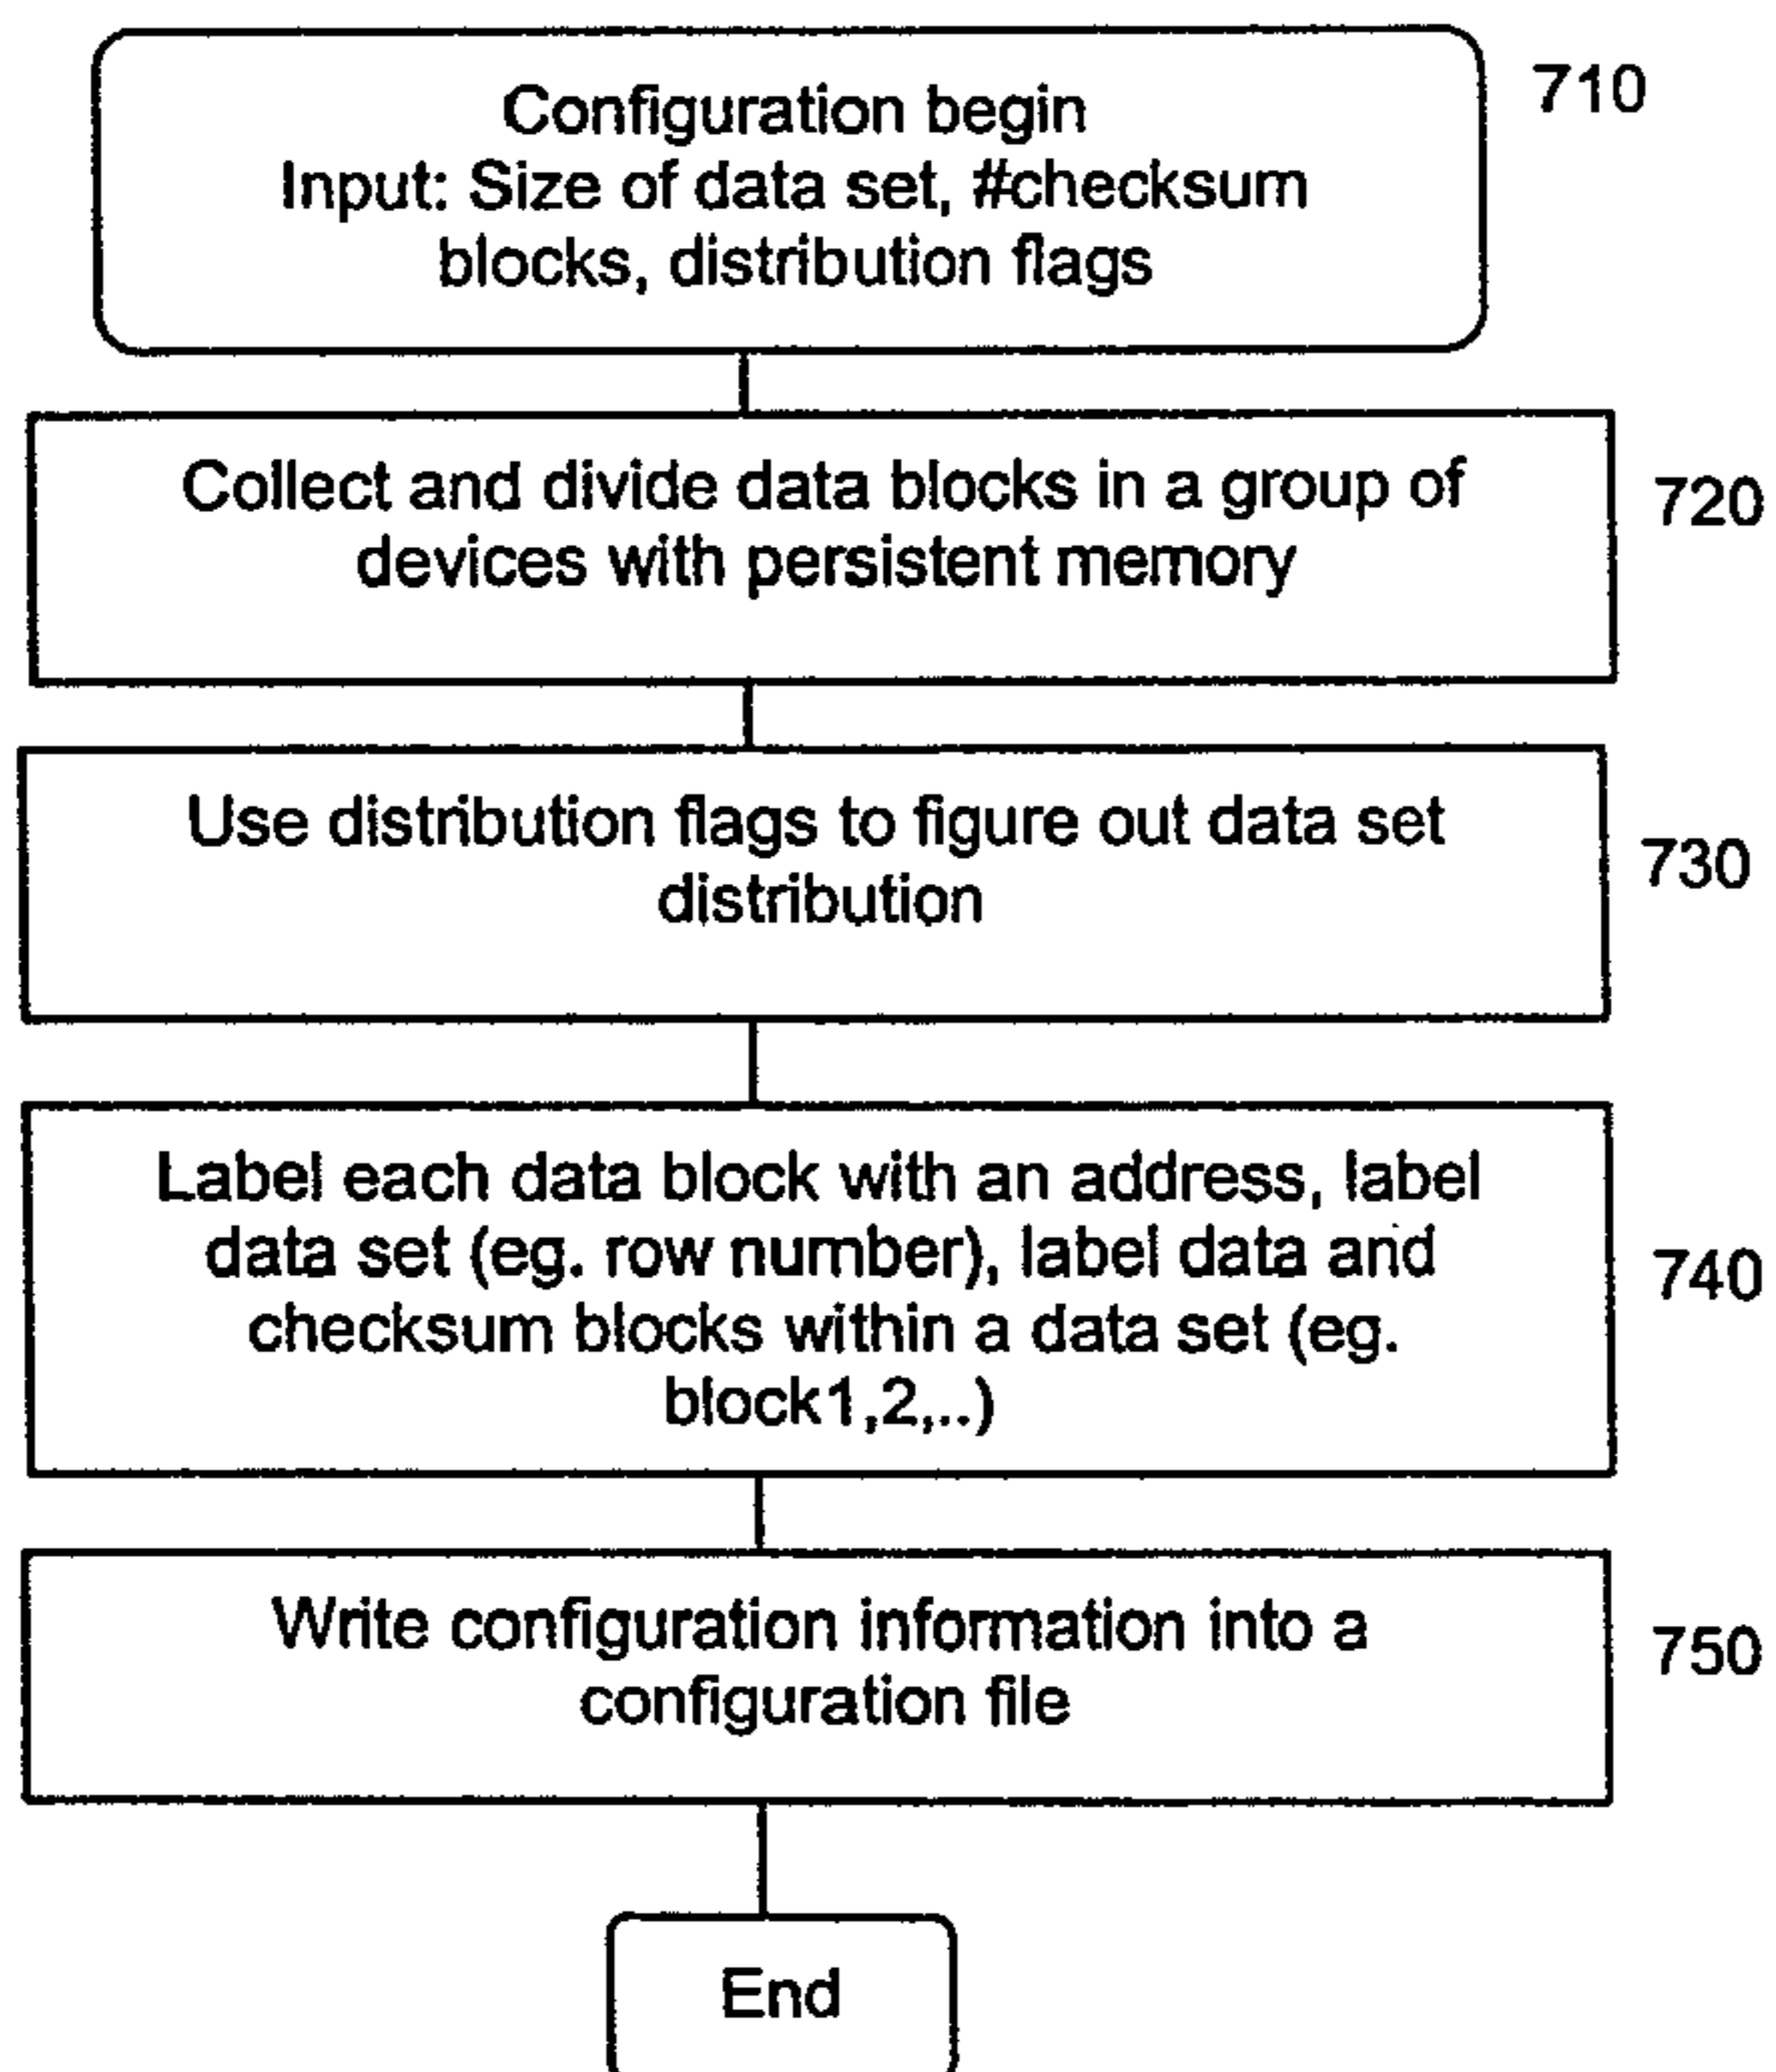 Configuration begin
710
Input: Size of data set, #checksum
blocks, distribution flags
Collect and divide data blocks in a group of
720
devices with persistent memory
Use distribution flags to figure out data set
730
distribution
Label each data block with an address, label
data set (eg. row number), label data and
740
checksum blocks within a data set (eg.
block1,2,..)
Write configuration information into a
750
configuration file
End